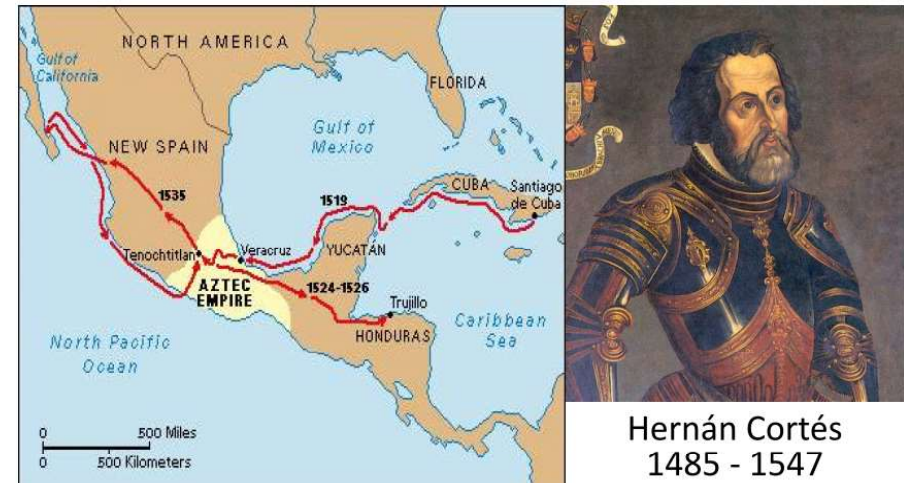 NORTH AMERICA
Gulf of
California
FLORIDA
Gulf of
Mexico
NEW SPAIN
CUBA
Santiago
de Cuba
1535
1519
Tenochtitlan
Veracruz
YUCATÁN
AZTEC
EMPIRE
1524-1526
Trujillo
HONDURAS
Caribbean
Sea
North Pacific
Ocean
0 500 Miles
0 500 Kilometers
Hernán Cortés
1485 - 1547